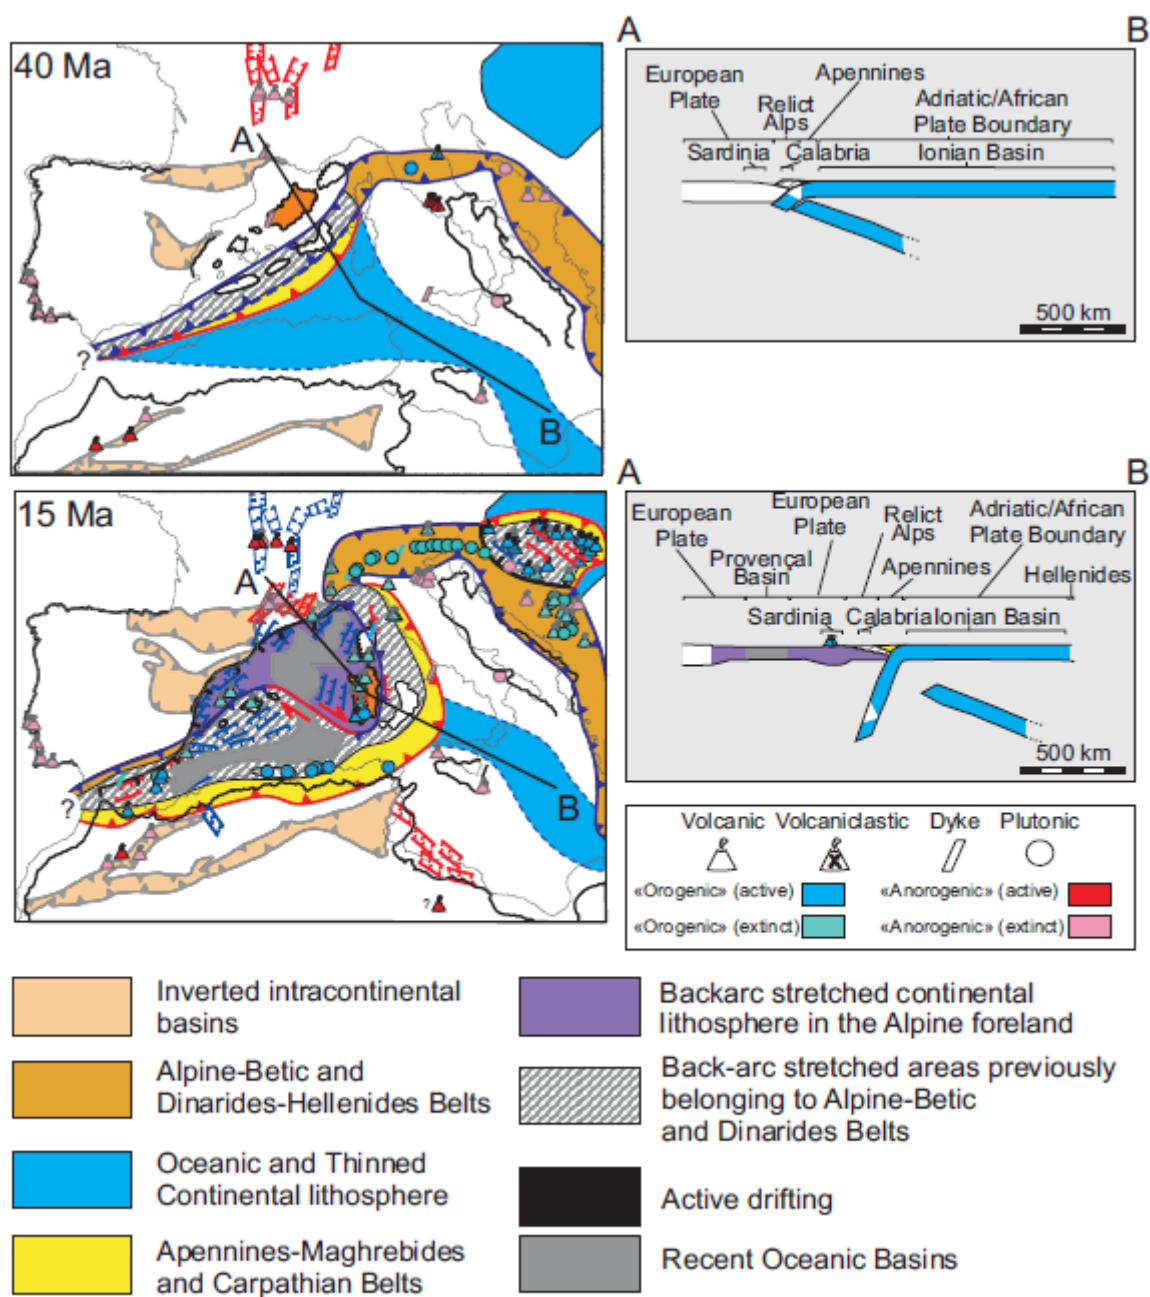 A
B
40 Ma
A
B
?
European
Plate
Apennines
Relict
Alps
Adriatic/African
Plate Boundary
Sardinia
Calabria
Ionian Basin
500 km
A
B
15 Ma
A
B
?
?
European
Plate
European
Plate
Relict
Alps
Adriatic/African
Plate Boundary
Provençal
Basin
Apennines
Hellenides
Sardinia
Calabria
Ionian Basin
500 km
Volcanic Volcaniclastic Dyke Plutonic
X
«Orogenic» (active) «Anorogenic» (active)
«Orogenic» (extinct) «Anorogenic» (extinct)
Inverted intracontinental
basins
Backarc stretched continental
lithosphere in the Alpine foreland
Alpine-Betic and
Dinarides-Hellenides Belts
Back-arc stretched areas previously
belonging to Alpine-Betic
and Dinarides Belts
Oceanic and Thinned
Continental lithosphere
Active drifting
Apennines-Maghrebides
and Carpathian Belts
Recent Oceanic Basins